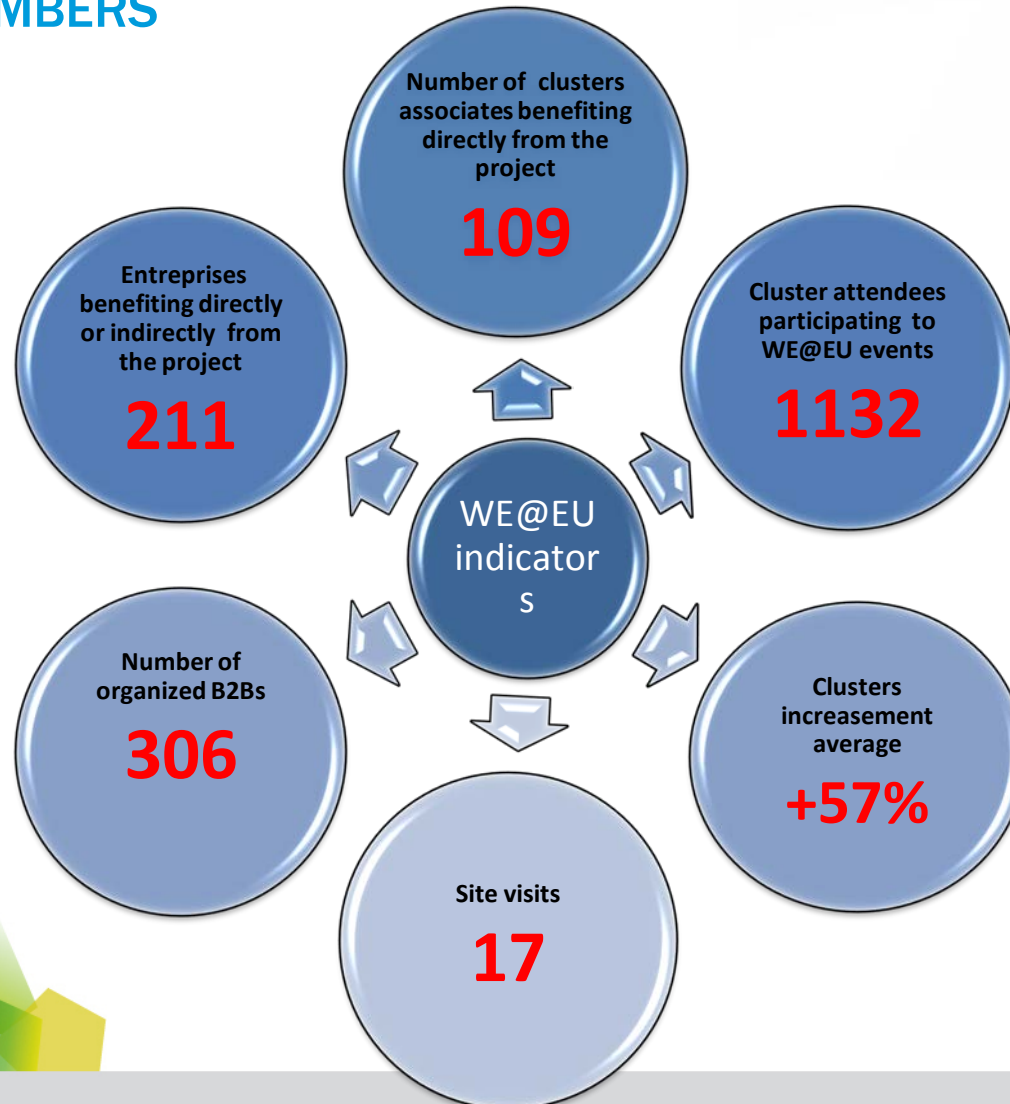 MBERS
Number of clusters
associates benefiting
directly from the
project
109
Entreprises
benefiting directly
or indirectly from
the project
211
Cluster attendees
participating to
WE@EU events
1132
WE@EU
indicator
s
Number of
organized B2Bs
306
Clusters
increasement
average
+57%
Site visits
17